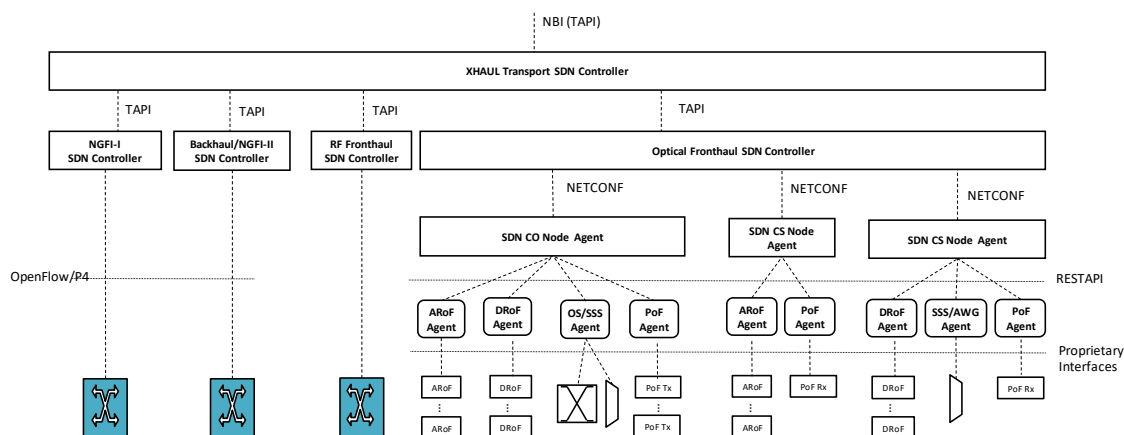 NBI (TAPI)
XHAUL Transport SDN Controller
TAPI
TAPI
TAPI
TAPI
NGFI-I
SDN Controller
Backhaul/NGFI-II
SDN Controller
RF Fronthaul
SDN Controller
Optical Fronthaul SDN Controller
NETCONF
NETCONF
NETCONF
SDN CO Node Agent
SDN CS Node
Agent
SDN CS Node Agent
OpenFlow/P4
RESTAPI
ARoF
Agent
DRoF
Agent
OS/SSS
Agent
PoF
Agent
ARoF
Agent
PoF
Agent
DRoF
Agent
SSS/AWG
Agent
PoF
Agent
Proprietary
Interfaces
ARoF
DRoF
PoF Tx
ARoF
PoF Rx
DRoF
PoF Rx
ARoF
DRoF
PoF Tx
ARoF
DRoF